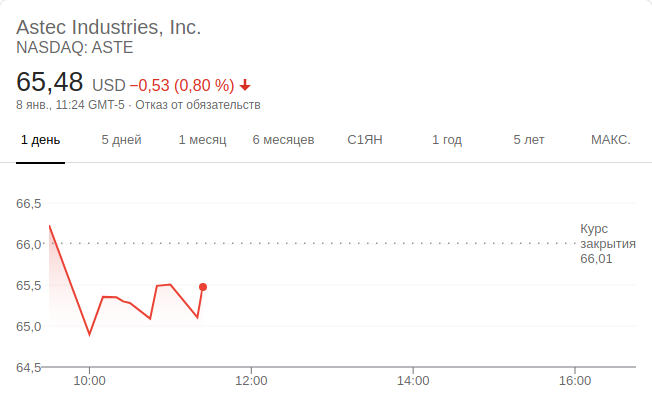 Astec Industries, Inc.
NASDAQ: ASTE
65,48 USD −0,53 (0,80 %)
8 янв., 11:24 GMT-5 · Отказ от обязательств
1 день 5 дней 1 месяц 6 месяцев С1ЯН 1 год 5 лет МАКС.
66,5
Курс
66,0 закрытия
66,01
65,5
65,0
64,5
10:00 12:00 14:00 16:00